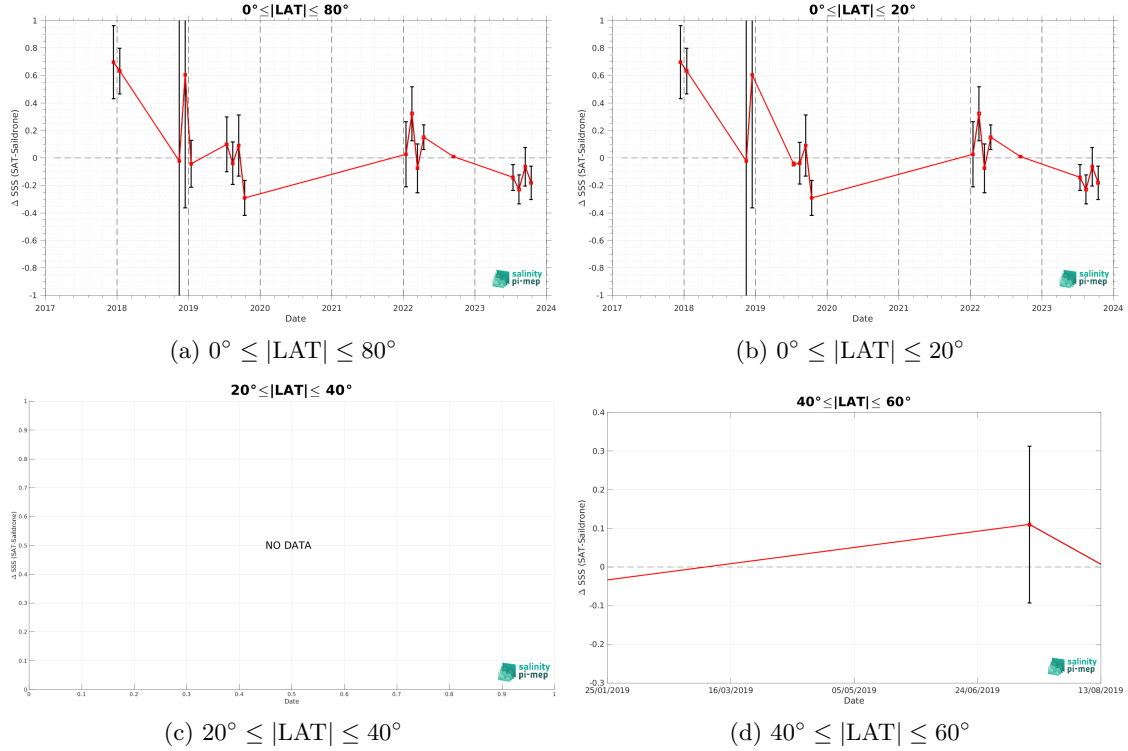 0°≤|LAT|≤ 80°
Δ SSS (SAT-Saildrone)
1
0.8
0.6
0.4
0.2
0
-0.2
-0.4
-0.6
-0.8
-1
2017 2018 2019 2020 2021 2022 2023 2024
Date
salinity
pi-mep
(a) 0° ≤ |LAT| ≤ 80°
0°≤|LAT|≤ 20°
Δ SSS (SAT-Saildrone)
1
0.8
0.6
0.4
0.2
0
-0.2
-0.4
-0.6
-0.8
-1
2017 2018 2019 2020 2021 2022 2023 2024
Date
salinity
pi-mep
(b) 0° ≤ |LAT| ≤ 20°
20°≤|LAT|≤ 40°
Δ SSS (SAT-Saildrone)
1
0.9
0.8
0.7
0.6
0.5
0.4
0.3
0.2
0.1
0
NO DATA
0 0.1 0.2 0.3 0.4 0.5 0.6 0.7 0.8 0.9 1
Date
salinity
pi-mep
(c) 20° ≤ |LAT| ≤ 40°
40°≤|LAT|≤ 60°
Δ SSS (SAT-Saildrone)
0.4
0.3
0.2
0.1
0
-0.1
-0.2
-0.3
25/01/2019 16/03/2019 05/05/2019 24/06/2019 13/08/2019
Date
salinity
pi-mep
(d) 40° ≤ |LAT| ≤ 60°